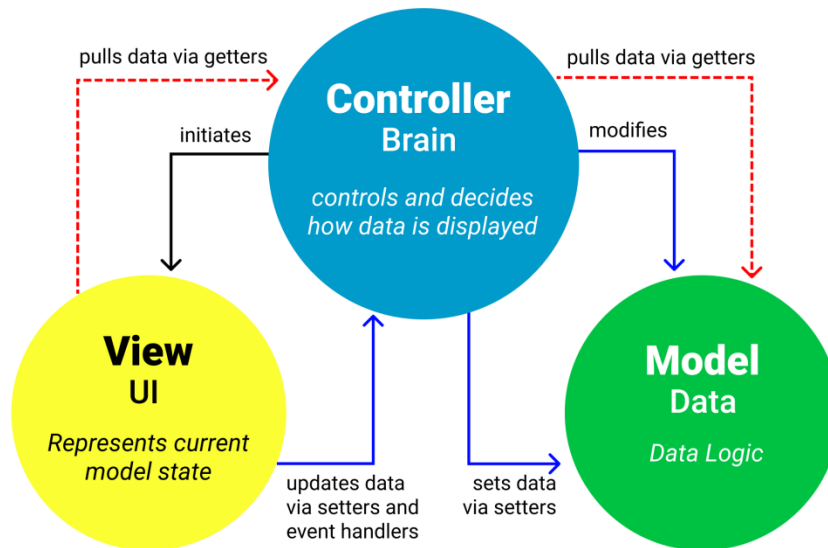 pulls data via getters
pulls data via getters
Controller
Brain
controls and decides
how data is displayed
initiates
modifies
View
UI
Represents current
model state
Model
Data
Data Logic
updates data
via setters and
event handlers
sets data
via setters